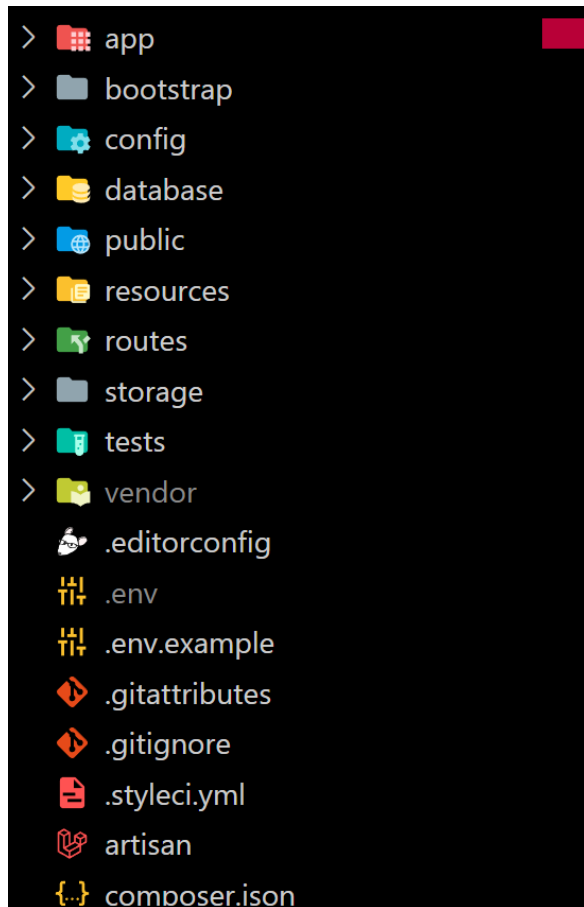 app
bootstrap
config
database
public
resources
routes
storage
tests
vendor
.editorconfig
.env
.env.example
.gitattributes
.gitignore
.styleci.yml
artisan
composer.json